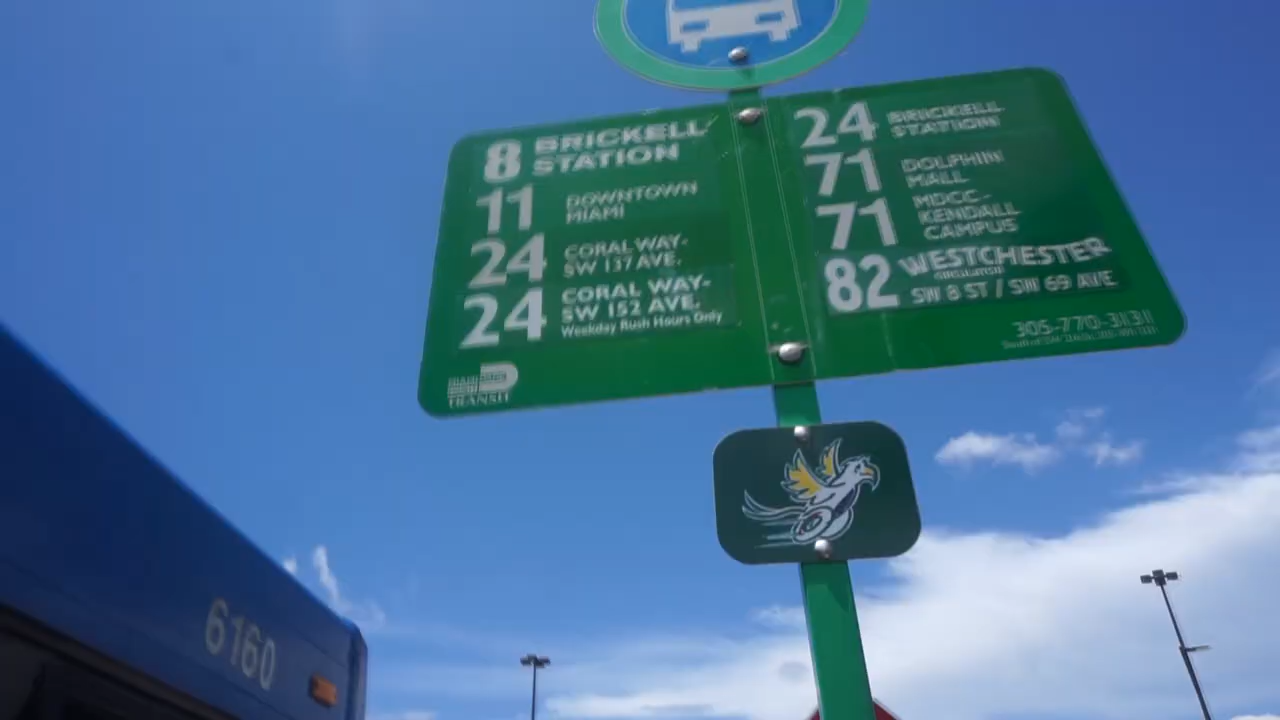 8 BRICKELL
STATION
11 DOWNTOWN
MIAMI
24 CORAL WAY-
SW 137 AVE.
24 CORAL WAY-
SW 152 AVE.
Weekday Rush Hours Only
TRANSIT
24 BRICKELL
STATION
71 DOLPHIN
MALL
71 MDCC-
KENDALL
CAMPUS
82 WESTCHESTER
CIRCULATOR
SW 8 ST / SW 69 AVE
305-770-3131
6160